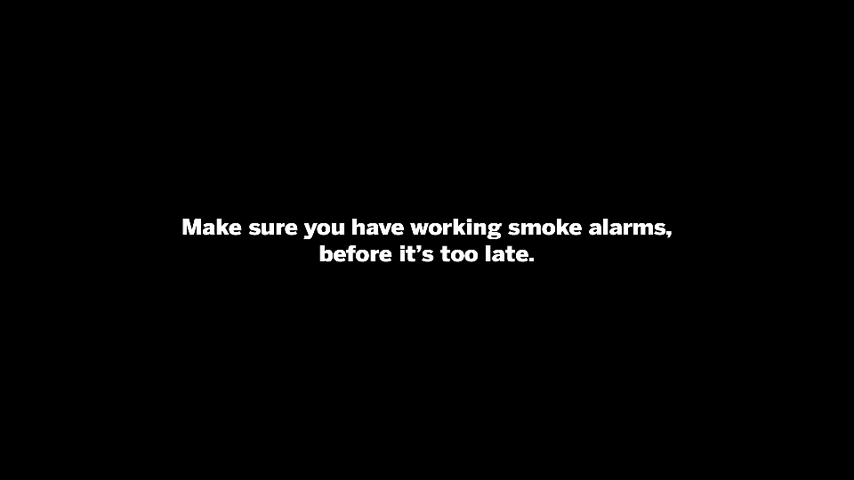 Make sure you have working smoke alarms,
before it’s too late.